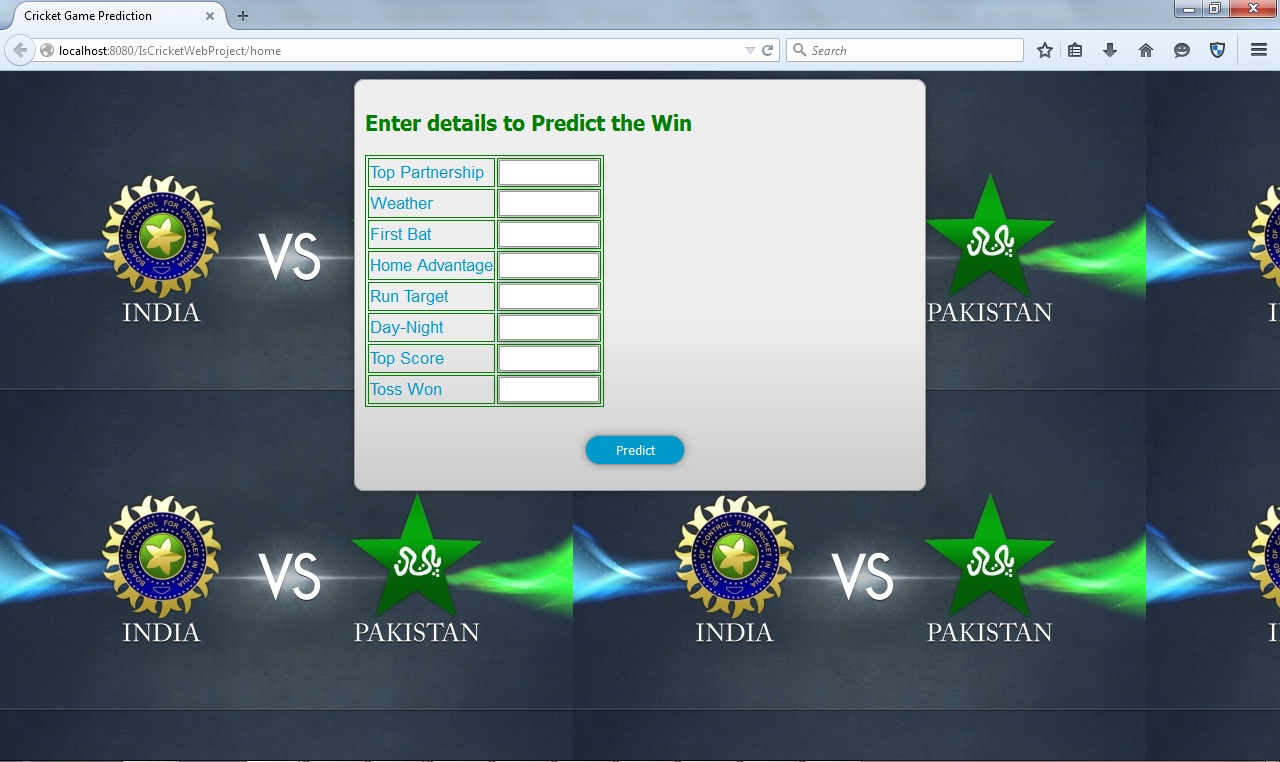 Cricket Game Prediction
localhost:8080/IsCricketWebProject/home
Search
Enter details to Predict the Win
Top Partnership
Weather
First Bat
Home Advantage
Run Target
Day-Night
Top Score
Toss Won
Predict
BOARD OF CONTROL FOR CRICKET IN INDIA
VS
INDIA
PAKISTAN
BOARD OF CONTROL FOR CRICKET IN INDIA
VS
BOARD OF CONTROL FOR CRICKET IN INDIA
VS
INDIA
PAKISTAN
INDIA
PAKISTAN